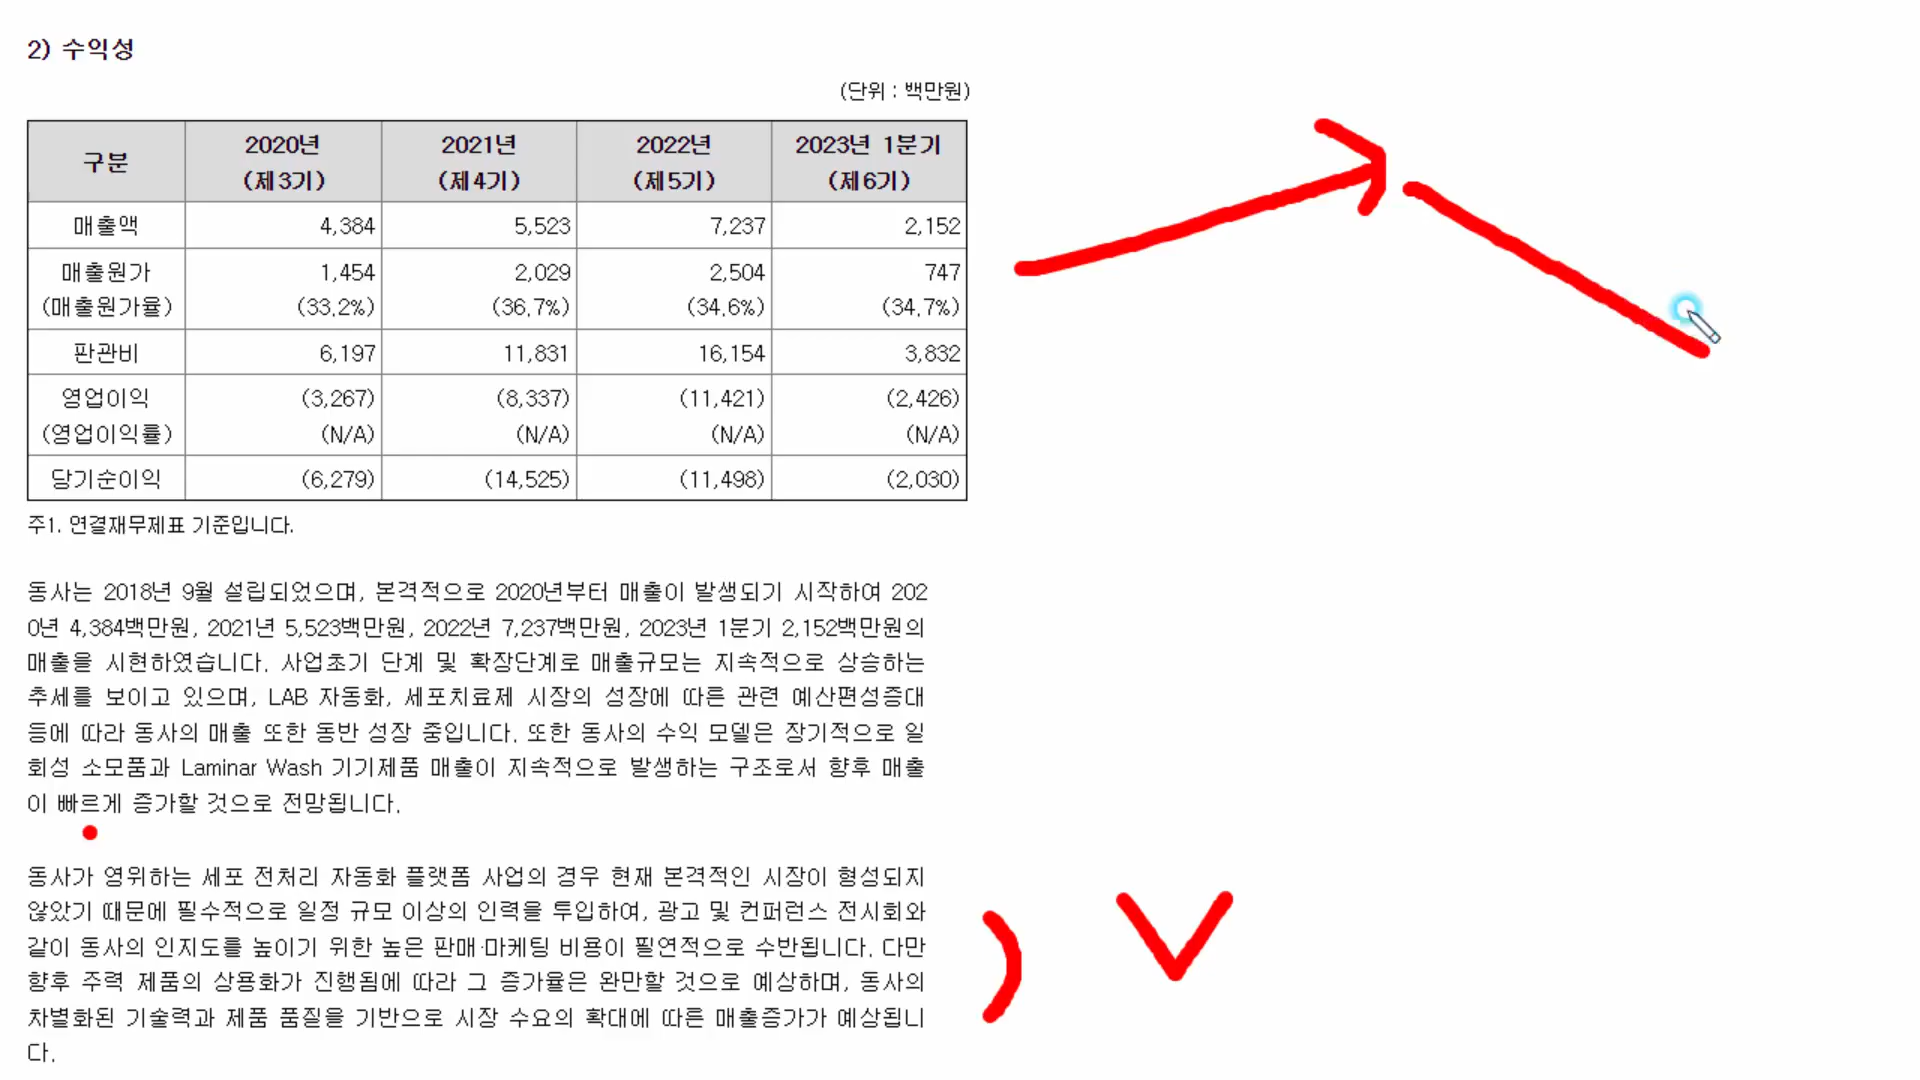 2) 수익성
(단위 : 백만원)
구분 2020년 (제3기) 2021년 (제4기) 2022년 (제5기) 2023년 1분기 (제6기)
매출액 4,384 5,523 7,237 2,152
매출원가 1,454 2,029 2,504 747
(매출원가율) (33.2%) (36.7%) (34.6%) (34.7%)
판관비 6,197 11,831 16,154 3,832
영업이익 (3,267) (8,337) (11,421) (2,426)
(영업이익률) (N/A) (N/A) (N/A) (N/A)
당기순이익 (6,279) (14,525) (11,498) (2,030)
주1. 연결재무제표 기준입니다.
동사는 2018년 9월 설립되었으며, 본격적으로 2020년부터 매출이 발생되기 시작하여 202
0년 4,384백만원, 2021년 5,523백만원, 2022년 7,237백만원, 2023년 1분기 2,152백만원의
매출을 시현하였습니다. 사업초기 단계 및 확장단계로 매출규모는 지속적으로 상승하는
추세를 보이고 있으며, LAB 자동화, 세포치료제 시장의 성장에 따른 관련 예산편성증대
등에 따라 동사의 매출 또한 동반 성장 중입니다. 또한 동사의 수익 모델은 장기적으로 일
회성 소모품과 Laminar Wash 기기제품 매출이 지속적으로 발생하는 구조로서 향후 매출
이 빠르게 증가할 것으로 전망됩니다.
동사가 영위하는 세포 전처리 자동화 플랫폼 사업의 경우 현재 본격적인 시장이 형성되지
않았기 때문에 필수적으로 일정 규모 이상의 인력을 투입하여, 광고 및 컨퍼런스 전시회와
같이 동사의 인지도를 높이기 위한 높은 판매·마케팅 비용이 필연적으로 수반됩니다. 다만
향후 주력 제품의 상용화가 진행됨에 따라 그 증가율은 완만할 것으로 예상하며, 동사의
차별화된 기술력과 제품 품질을 기반으로 시장 수요의 확대에 따른 매출증가가 예상됩니
다.